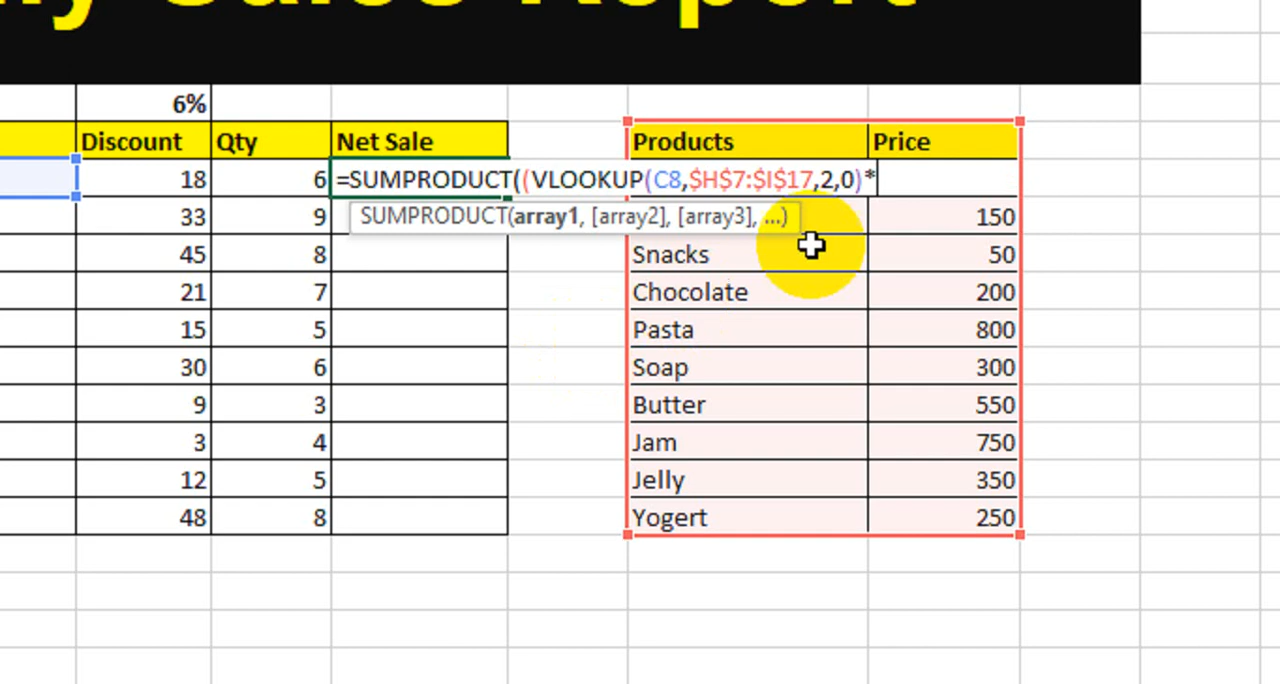 Sales Report
6%
Discount Qty Net Sale Products Price
18 6 =SUMPRODUCT((VLOOKUP(C8,$H$7:$I$17,2,0)*
SUMPRODUCT(array1, [array2], [array3], ...)
33 9 150
45 8 Snacks 50
21 7 Chocolate 200
15 5 Pasta 800
30 6 Soap 300
9 3 Butter 550
3 4 Jam 750
12 5 Jelly 350
48 8 Yogert 250